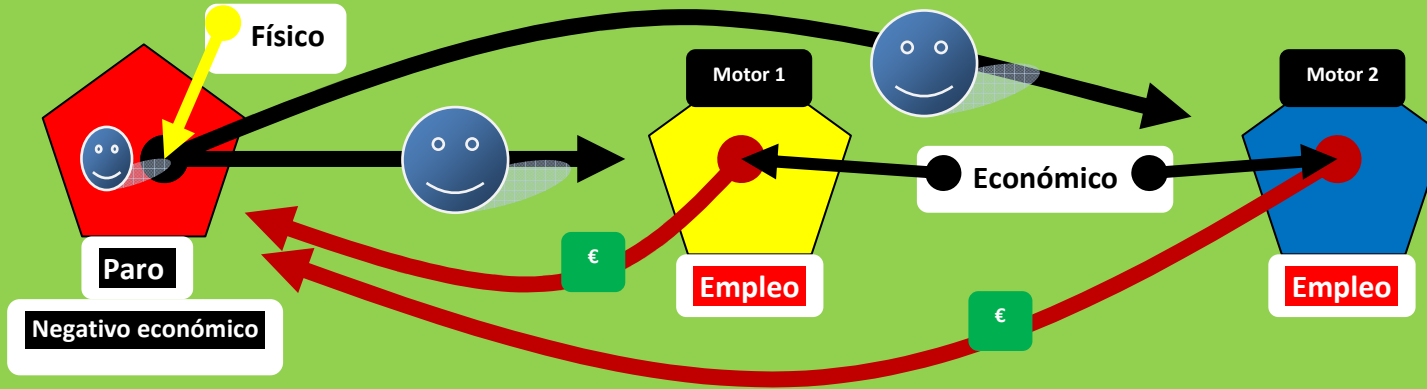 Físico
Motor 1
Motor 2
Económico
Paro
€
Empleo
Empleo
Negativo económico
€